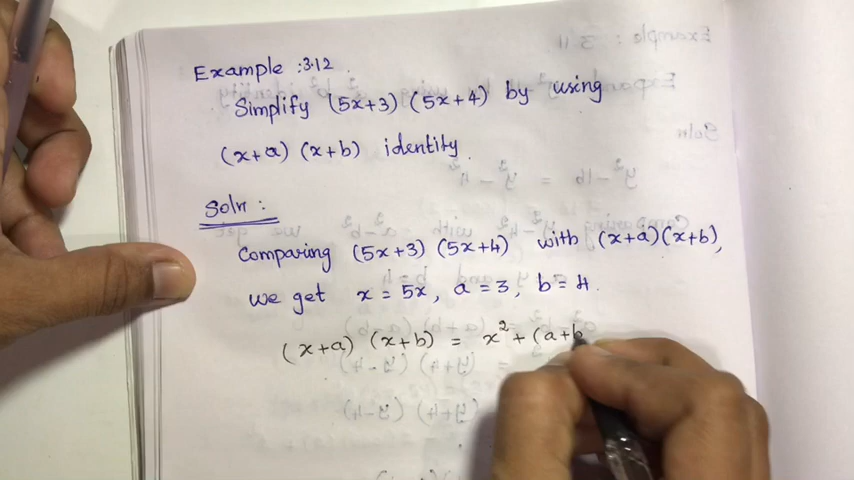 Example : 3.12
Simplify (5x+3) (5x+4) by using
(x+a) (x+b) identity.
Soln :
Comparing (5x+3) (5x+4) with (x+a)(x+b),
we get x = 5x, a = 3, b = 4.
(x+a) (x+b) = x² + (a+b